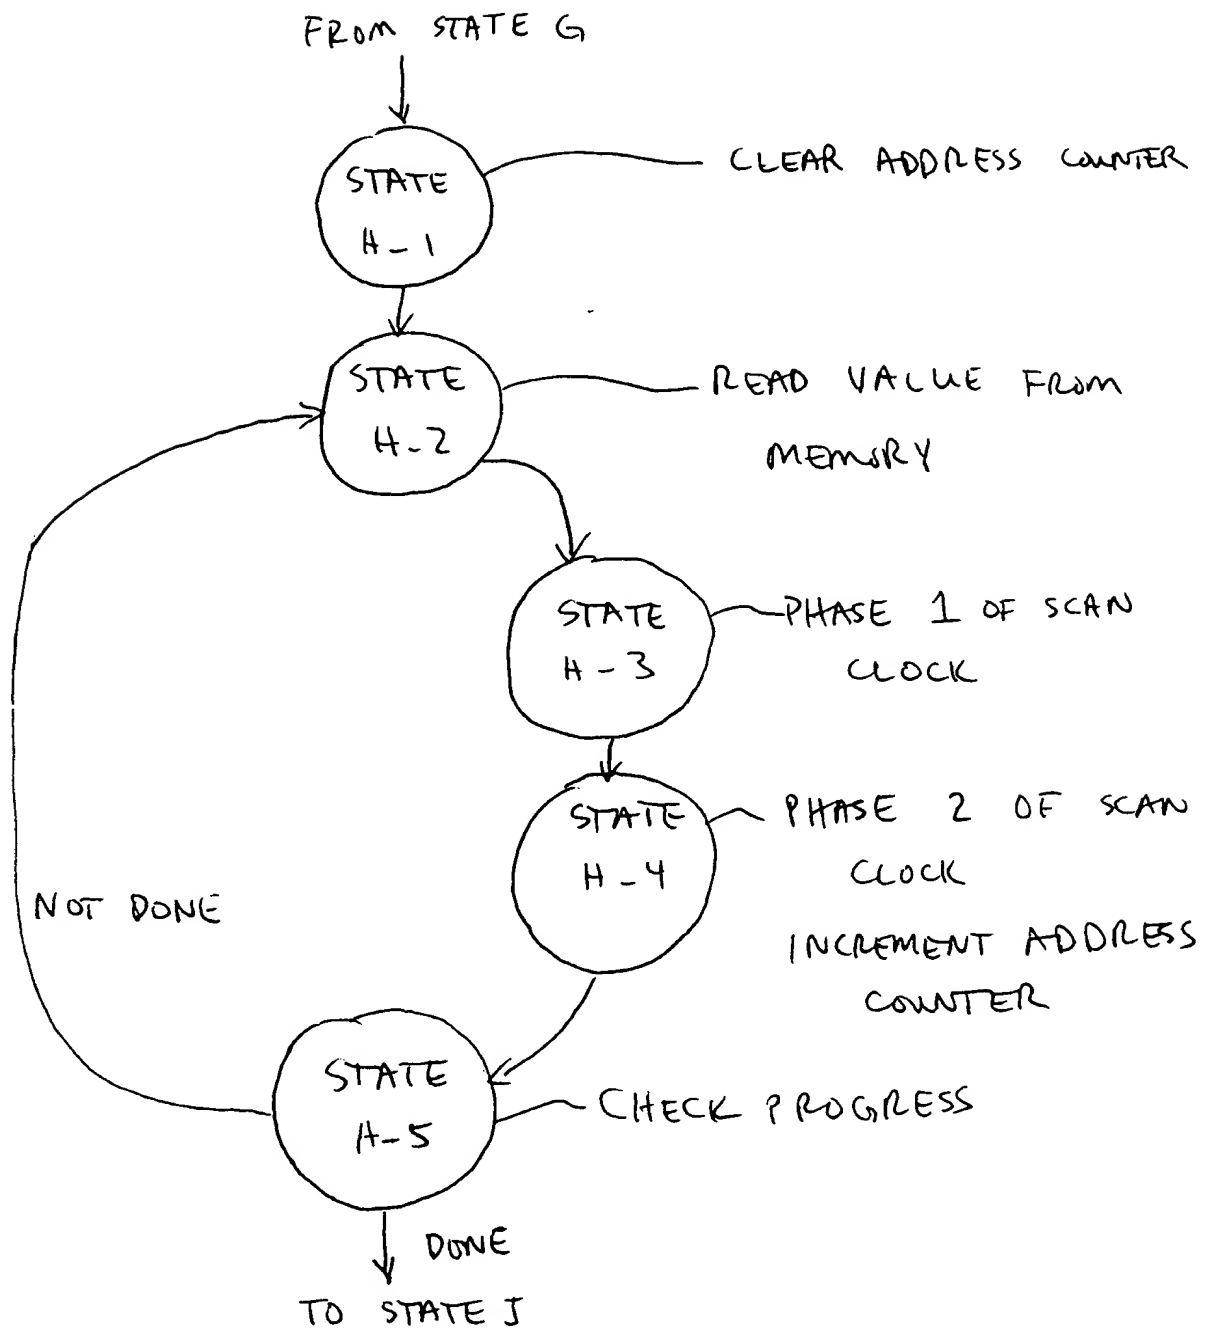 FROM STATE G
STATE
H-1
CLEAR ADDRESS COUNTER
STATE
H-2
READ VALUE FROM
MEMORY
STATE
H-3
PHASE 1 OF SCAN
CLOCK
STATE
H-4
PHASE 2 OF SCAN
CLOCK
INCREMENT ADDRESS
COUNTER
NOT DONE
STATE
H-5
CHECK PROGRESS
DONE
TO STATE J